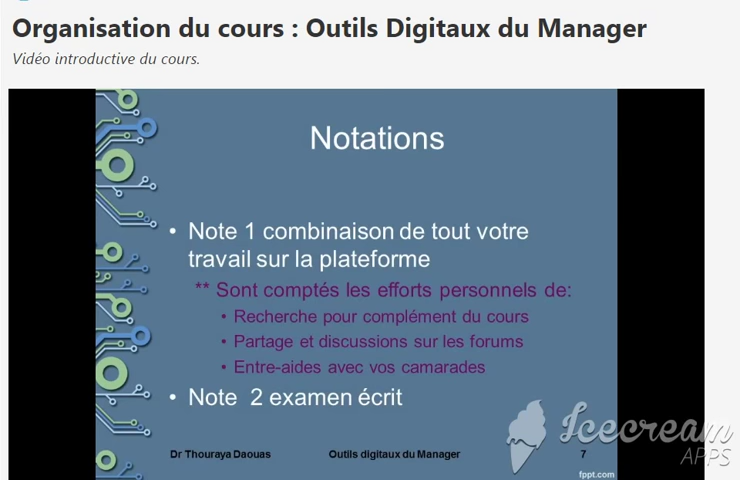 Organisation du cours : Outils Digitaux du Manager
Vidéo introductive du cours.
Notations
• Note 1 combinaison de tout votre
travail sur la plateforme
** Sont comptés les efforts personnels de:
• Recherche pour complément du cours
• Partage et discussions sur les forums
• Entre-aides avec vos camarades
• Note 2 examen écrit
Icecream
APPS
Dr Thouraya Daouas Outils digitaux du Manager 7
fppt.com